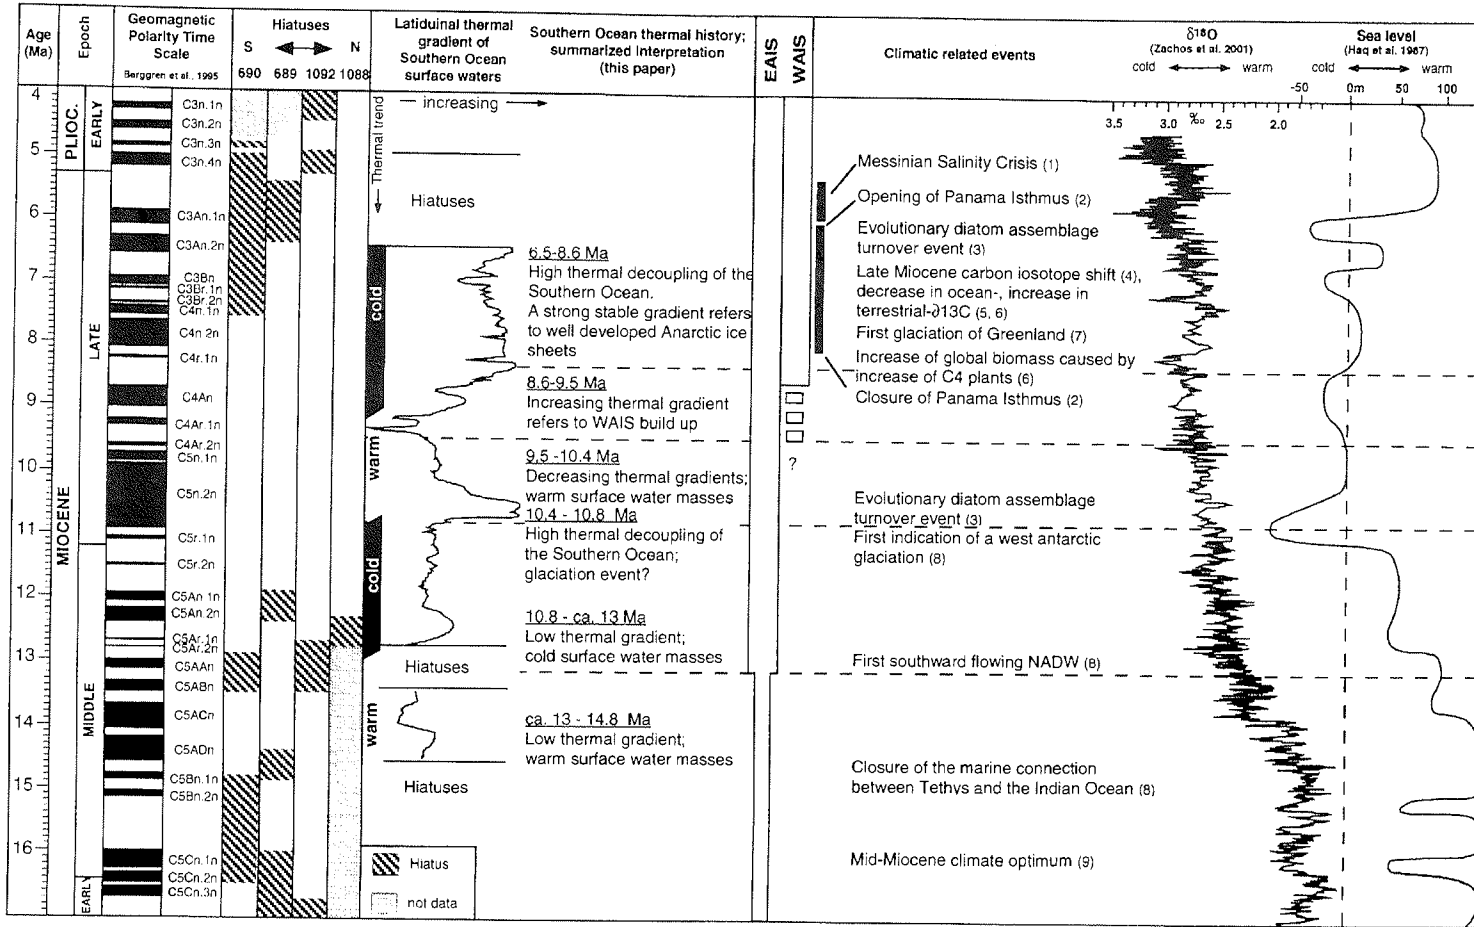 Age
(Ma)
Epoch
Geomagnetic
Polarity Time
Scale
Berggren et al., 1995
Hiatuses
S N
690 689 1092 1088
Latiduinal thermal
gradient of
Southern Ocean
surface waters
Southern Ocean thermal history;
summarized interpretation
(this paper)
EAIS
WAIS
Climatic related events
δ18O
(Zachos et al. 2001)
cold warm
3.5 3.0 ‰ 2.5 2.0
Sea level
(Haq et al. 1987)
cold warm
-50 0m 50 100
4
5
6
7
8
9
10
11
12
13
14
15
16
PLIOC.
EARLY
MIOCENE
LATE
MIDDLE
EARLY
C3n.1n
C3n.2n
C3n.3n
C3n.4n
C3An.1n
C3An.2n
C3Bn
C3Br.1n
C3Br.2n
C4n.1n
C4n.2n
C4r.1n
C4An
C4Ar.1n
C4Ar.2n
C5n.1n
C5n.2n
C5r.1n
C5r.2n
C5An.1n
C5An.2n
C5Ar.1n
C5Ar.2n
C5AAn
C5ABn
C5ACn
C5ADn
C5Bn.1n
C5Bn.2n
C5Cn.1n
C5Cn.2n
C5Cn.3n
Thermal trend
increasing
Hiatuses
cold
warm
cold
Hiatuses
warm
Hiatuses
Hiatus
not data
6.5-8.6 Ma
High thermal decoupling of the
Southern Ocean.
A strong stable gradient refers
to well developed Anarctic ice
sheets
8.6-9.5 Ma
Increasing thermal gradient
refers to WAIS build up
9,5 -10.4 Ma
Decreasing thermal gradients;
warm surface water masses
10,4 - 10,8 Ma
High thermal decoupling of
the Southern Ocean;
glaciation event?
10.8 - ca. 13 Ma
Low thermal gradient;
cold surface water masses
ca. 13 - 14.8 Ma
Low thermal gradient;
warm surface water masses
?
Messinian Salinity Crisis (1)
Opening of Panama Isthmus (2)
Evolutionary diatom assemblage
turnover event (3)
Late Miocene carbon iosotope shift (4),
decrease in ocean-, increase in
terrestrial-∂13C (5, 6)
First glaciation of Greenland (7)
Increase of global biomass caused by
increase of C4 plants (6)
Closure of Panama Isthmus (2)
Evolutionary diatom assemblage
turnover event (3)
First indication of a west antarctic
glaciation (8)
First southward flowing NADW (8)
Closure of the marine connection
between Tethys and the Indian Ocean (8)
Mid-Miocene climate optimum (9)